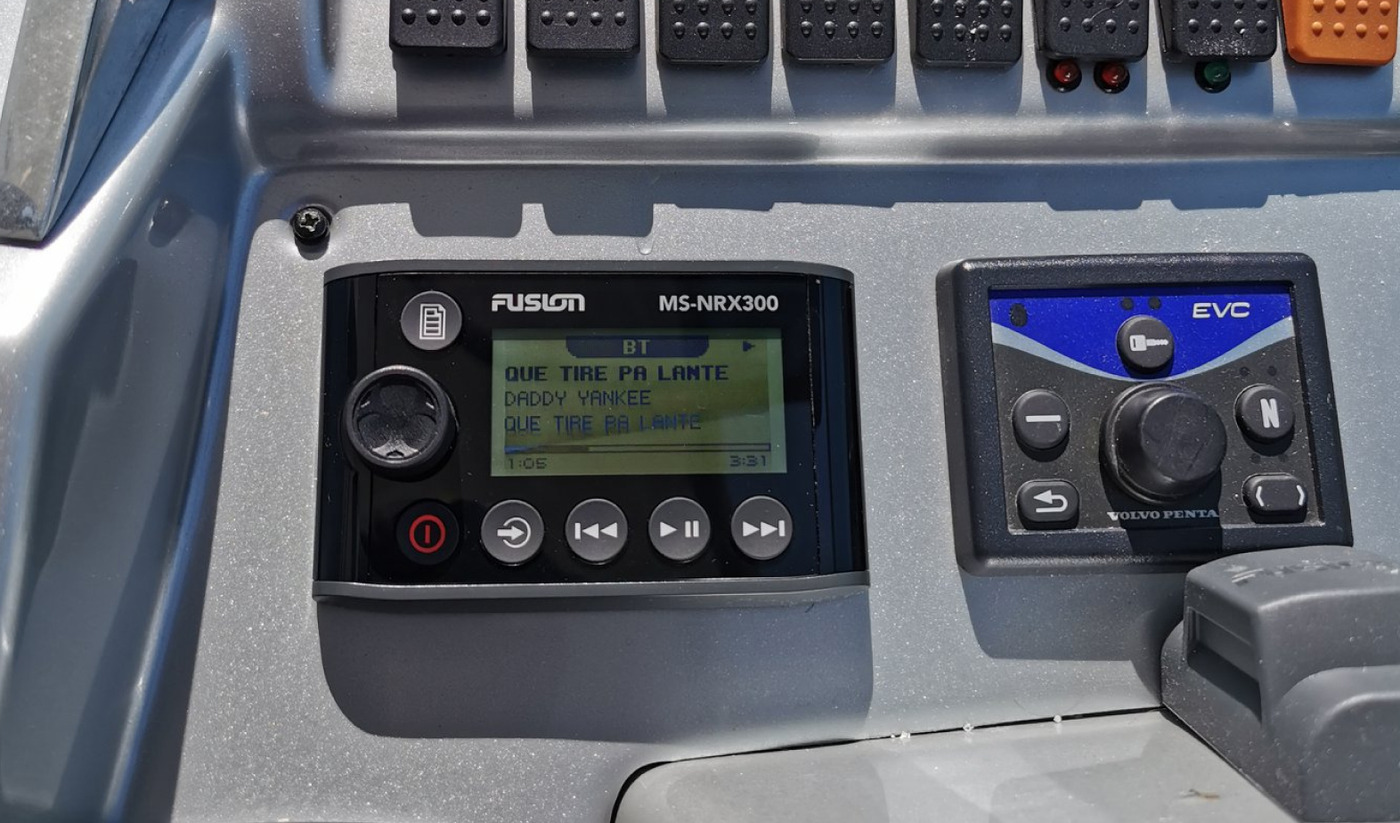 FUSION MS-NRX300
BT
QUE TIRE PA LANTE
DADDY YANKEE
QUE TIRE PA LANTE
1:05 3:31
EVC
N
VOLVO PENTA